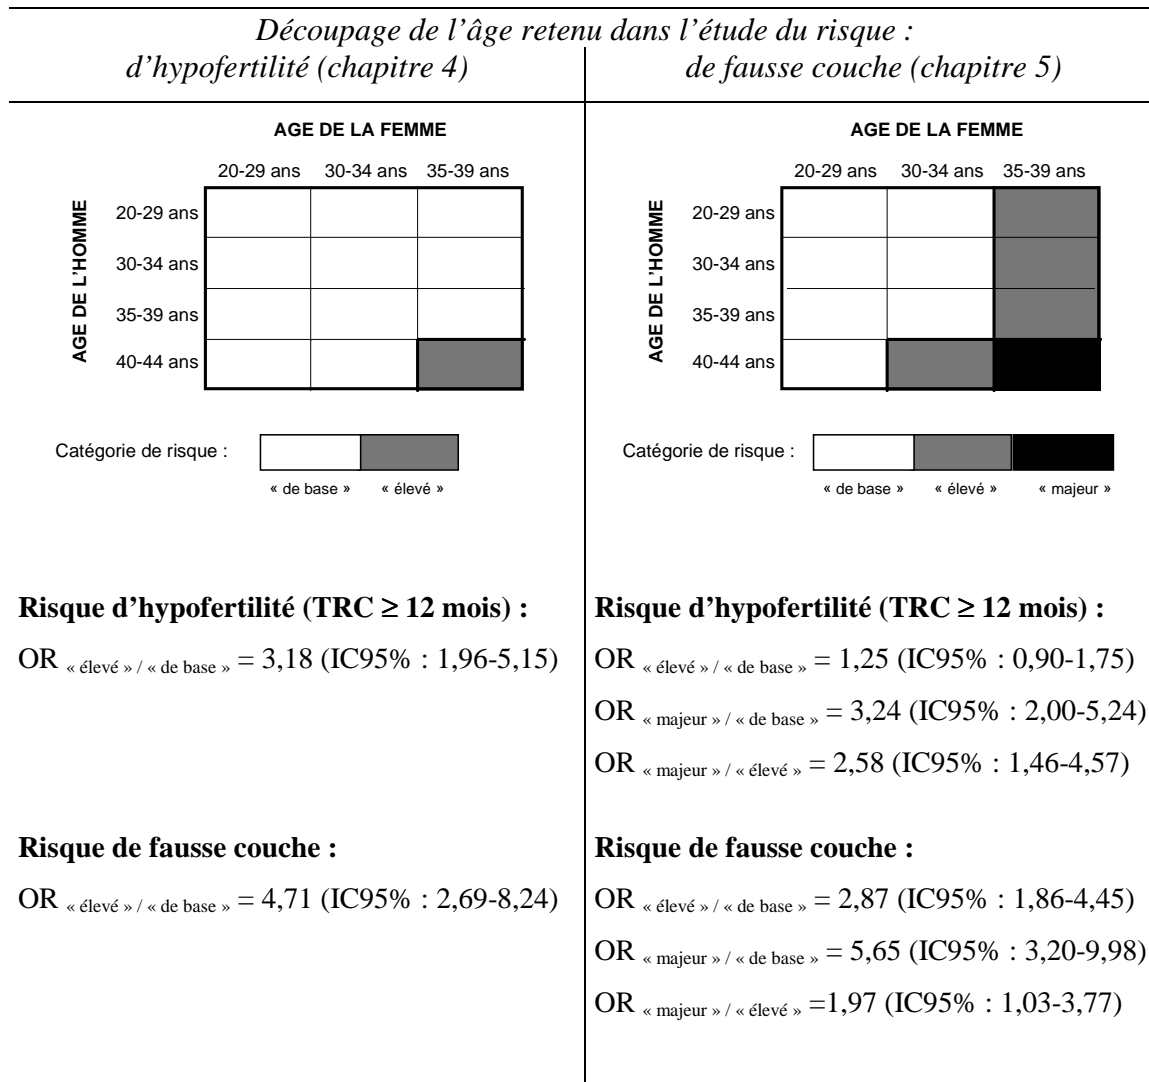 Découpage de l'âge retenu dans l'étude du risque :
d'hypofertilité (chapitre 4)
de fausse couche (chapitre 5)
AGE DE LA FEMME
20-29 ans 30-34 ans 35-39 ans
AGE DE L'HOMME
20-29 ans
30-34 ans
35-39 ans
40-44 ans
Catégorie de risque :
« de base » « élevé »
Risque d'hypofertilité (TRC ≥ 12 mois) :
OR « élevé » / « de base » = 3,18 (IC95% : 1,96-5,15)
Risque de fausse couche :
OR « élevé » / « de base » = 4,71 (IC95% : 2,69-8,24)
AGE DE LA FEMME
20-29 ans 30-34 ans 35-39 ans
AGE DE L'HOMME
20-29 ans
30-34 ans
35-39 ans
40-44 ans
Catégorie de risque :
« de base » « élevé » « majeur »
Risque d'hypofertilité (TRC ≥ 12 mois) :
OR « élevé » / « de base » = 1,25 (IC95% : 0,90-1,75)
OR « majeur » / « de base » = 3,24 (IC95% : 2,00-5,24)
OR « majeur » / « élevé » = 2,58 (IC95% : 1,46-4,57)
Risque de fausse couche :
OR « élevé » / « de base » = 2,87 (IC95% : 1,86-4,45)
OR « majeur » / « de base » = 5,65 (IC95% : 3,20-9,98)
OR « majeur » / « élevé » =1,97 (IC95% : 1,03-3,77)